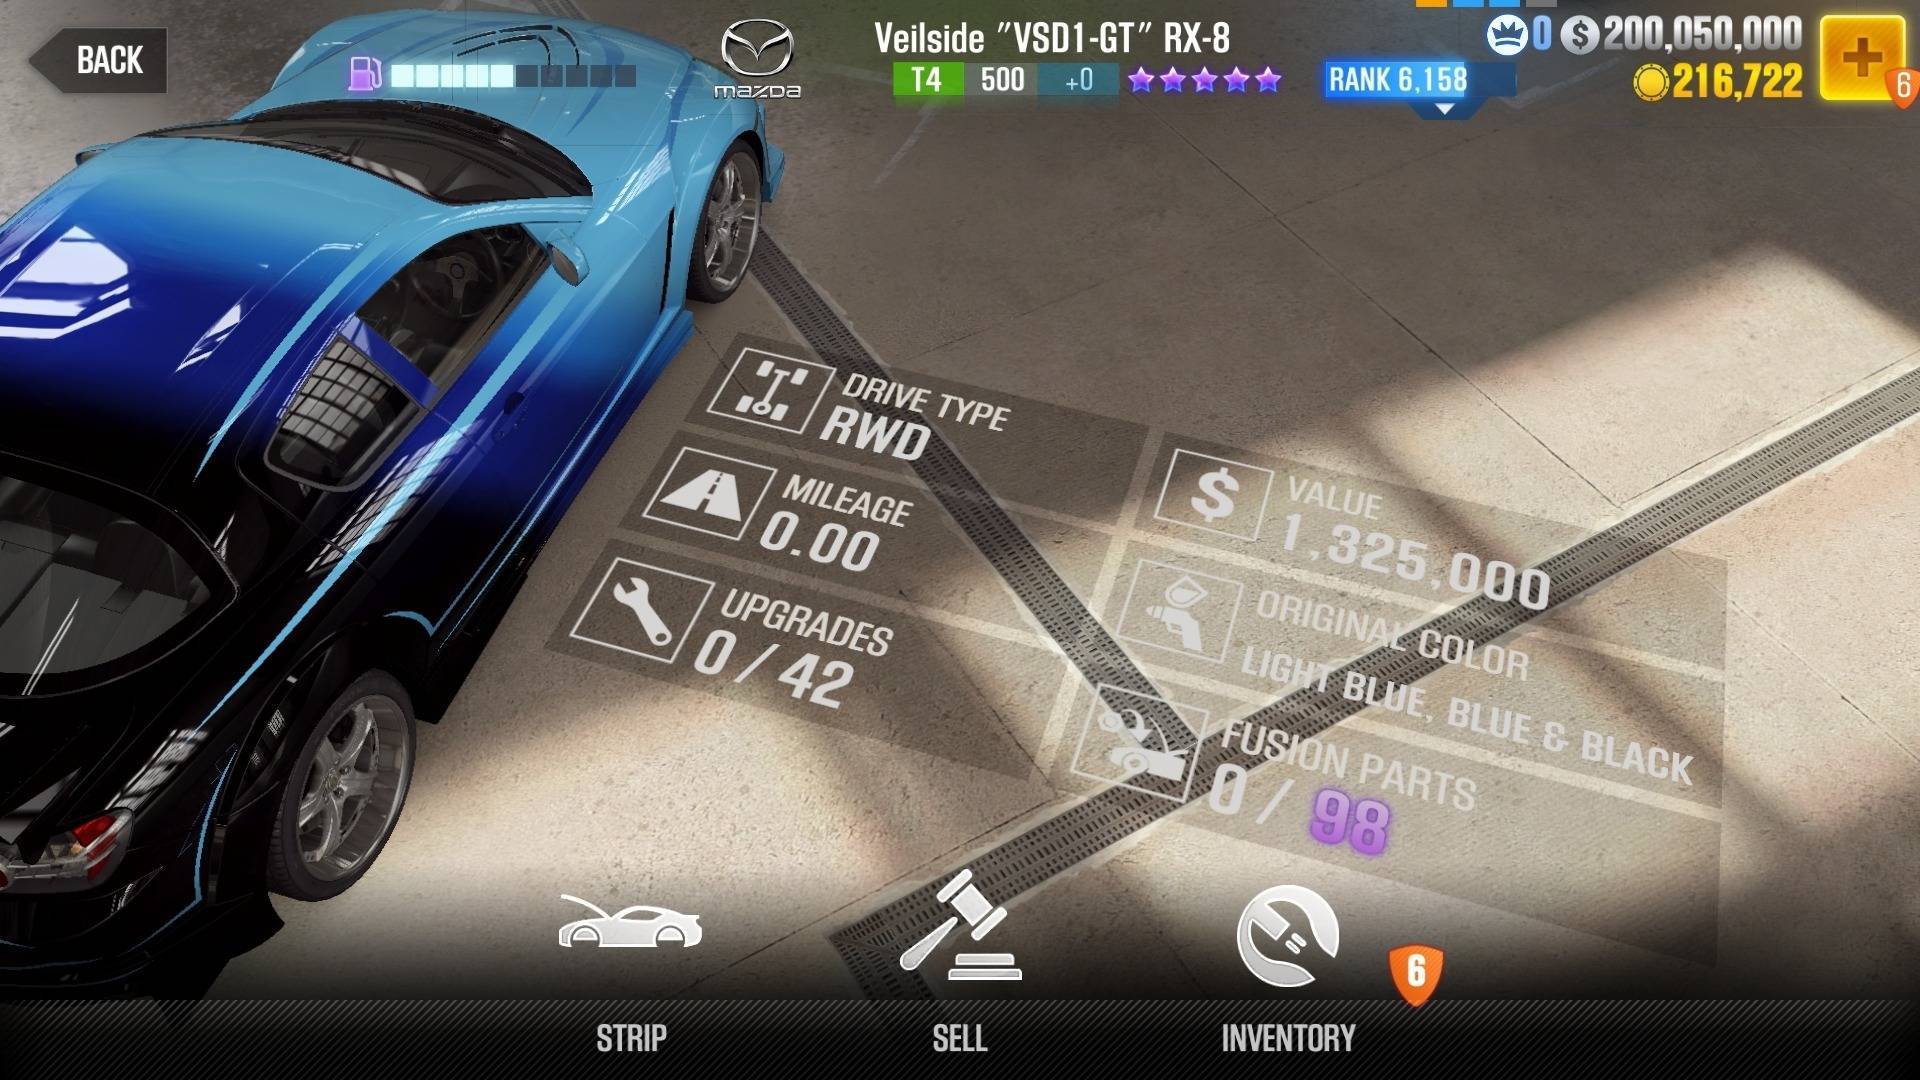 BACK
mazda
Veilside "VSD1-GT" RX-8
T4 500 +0
RANK 6,158
0 $ 200,050,000
216,722
6
DRIVE TYPE
RWD
MILEAGE
0.00
UPGRADES
0 / 42
$ VALUE
1,325,000
ORIGINAL COLOR
LIGHT BLUE, BLUE & BLACK
FUSION PARTS
0 / 98
6
STRIP
SELL
INVENTORY